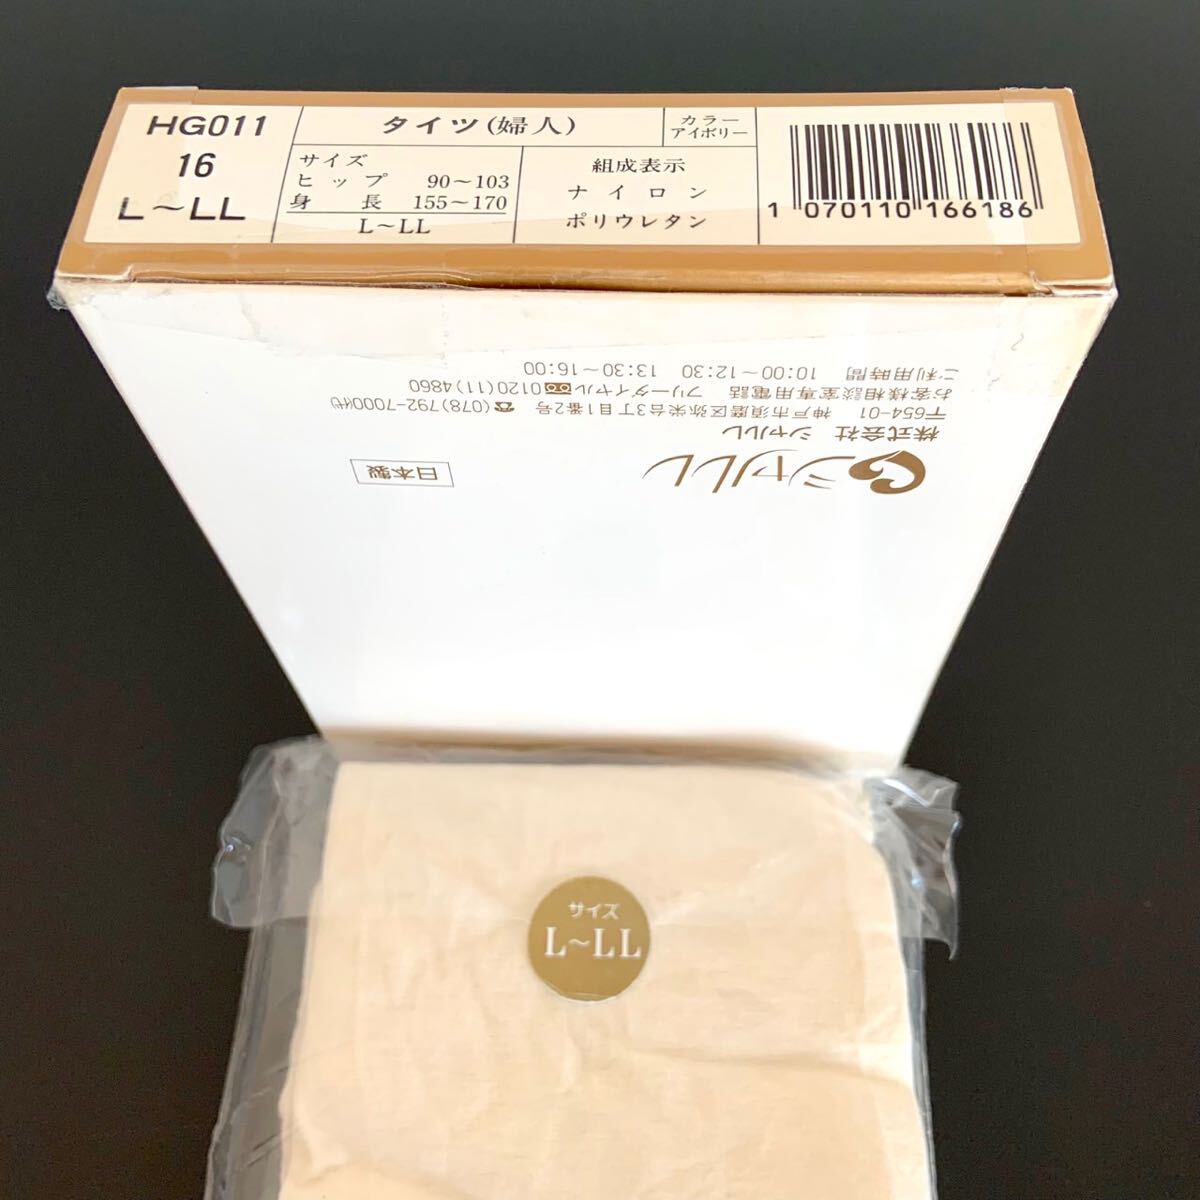 HG011
16
L～LL
タイツ(婦人)
カラー
アイボリー
サイズ
ヒップ 90～103
身長 155～170
L～LL
組成表示
ナイロン
ポリウレタン
1 070110 166186
シャルレ
日本製
株式会社 シャルレ
〒654-01 神戸市須磨区弥栄台3丁目1番2号 ☎(078)792-7000(代)
お客様相談室専用電話 フリーダイヤル0120(11)4860
ご利用時間 10:00～12:30 13:30～16:00
サイズ
L～LL